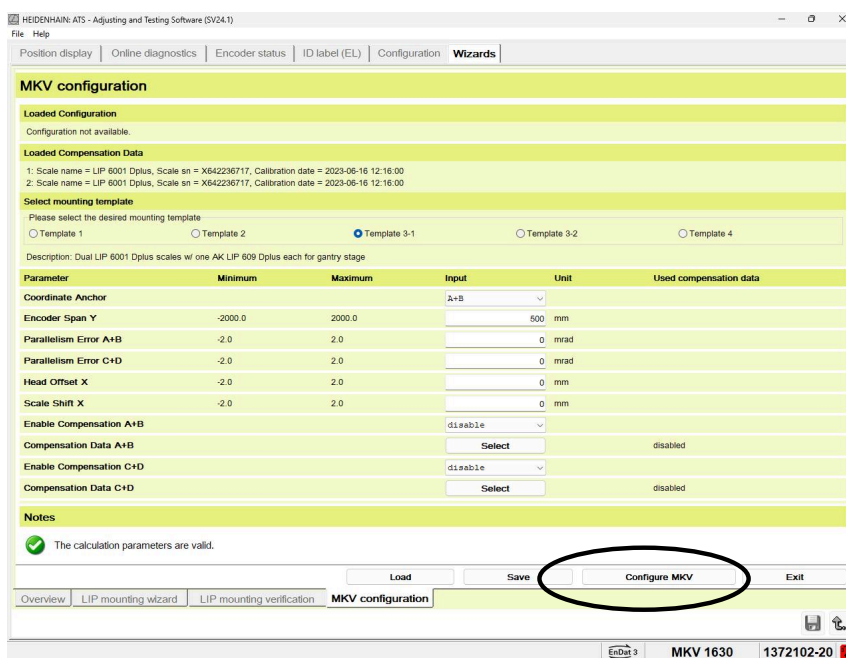 HEIDENHAIN: ATS - Adjusting and Testing Software (SV24.1)
File Help
Position display Online diagnostics Encoder status ID label (EL) Configuration Wizards
MKV configuration
Loaded Configuration
Configuration not available.
Loaded Compensation Data
1: Scale name = LIP 6001 Dplus, Scale sn = X642236717, Calibration date = 2023-06-16 12:16:00
2: Scale name = LIP 6001 Dplus, Scale sn = X642236717, Calibration date = 2023-06-16 12:16:00
Select mounting template
Please select the desired mounting template
Template 1 Template 2 Template 3-1 Template 3-2 Template 4
Description: Dual LIP 6001 Dplus scales w/ one AK LIP 609 Dplus each for gantry stage
Parameter Minimum Maximum Input Unit Used compensation data
Coordinate Anchor A+B
Encoder Span Y -2000.0 2000.0 500 mm
Parallelism Error A+B -2.0 2.0 0 mrad
Parallelism Error C+D -2.0 2.0 0 mrad
Head Offset X -2.0 2.0 0 mm
Scale Shift X -2.0 2.0 0 mm
Enable Compensation A+B disable
Compensation Data A+B Select disabled
Enable Compensation C+D disable
Compensation Data C+D Select disabled
Notes
The calculation parameters are valid.
Load Save Configure MKV Exit
Overview LIP mounting wizard LIP mounting verification MKV configuration
EnDat 3 MKV 1630 1372102-20